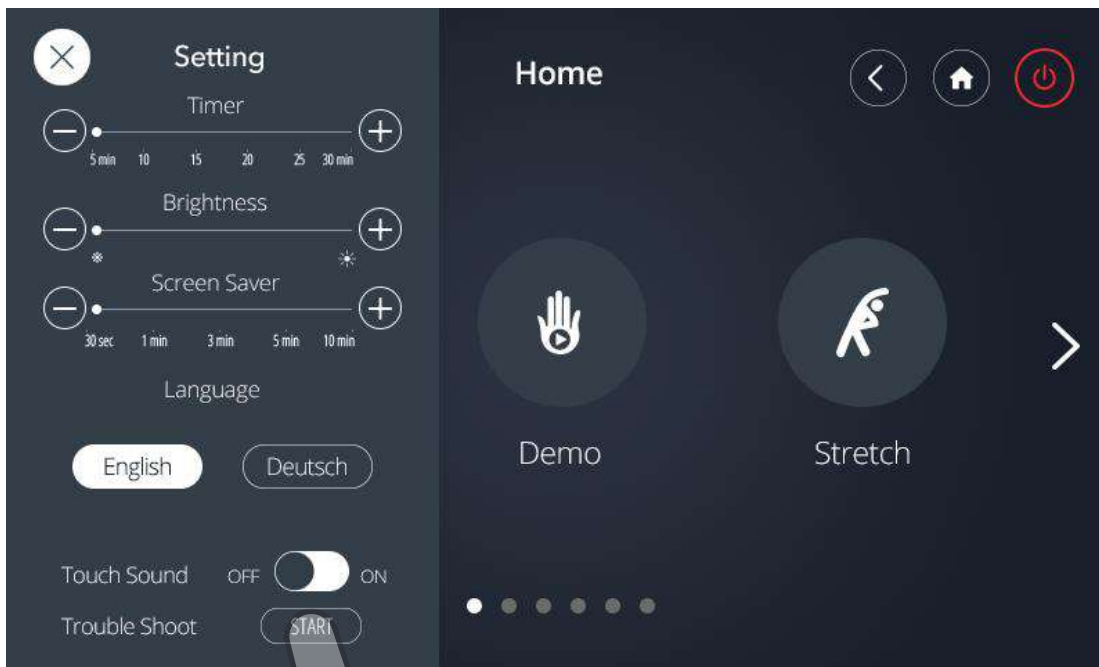 Setting
Timer
5 min 10 15 20 25 30 min
Brightness
Screen Saver
30 sec 1 min 3 min 5 min 10 min
Language
English Deutsch
Touch Sound OFF ON
Trouble Shoot START
Home
Demo Stretch